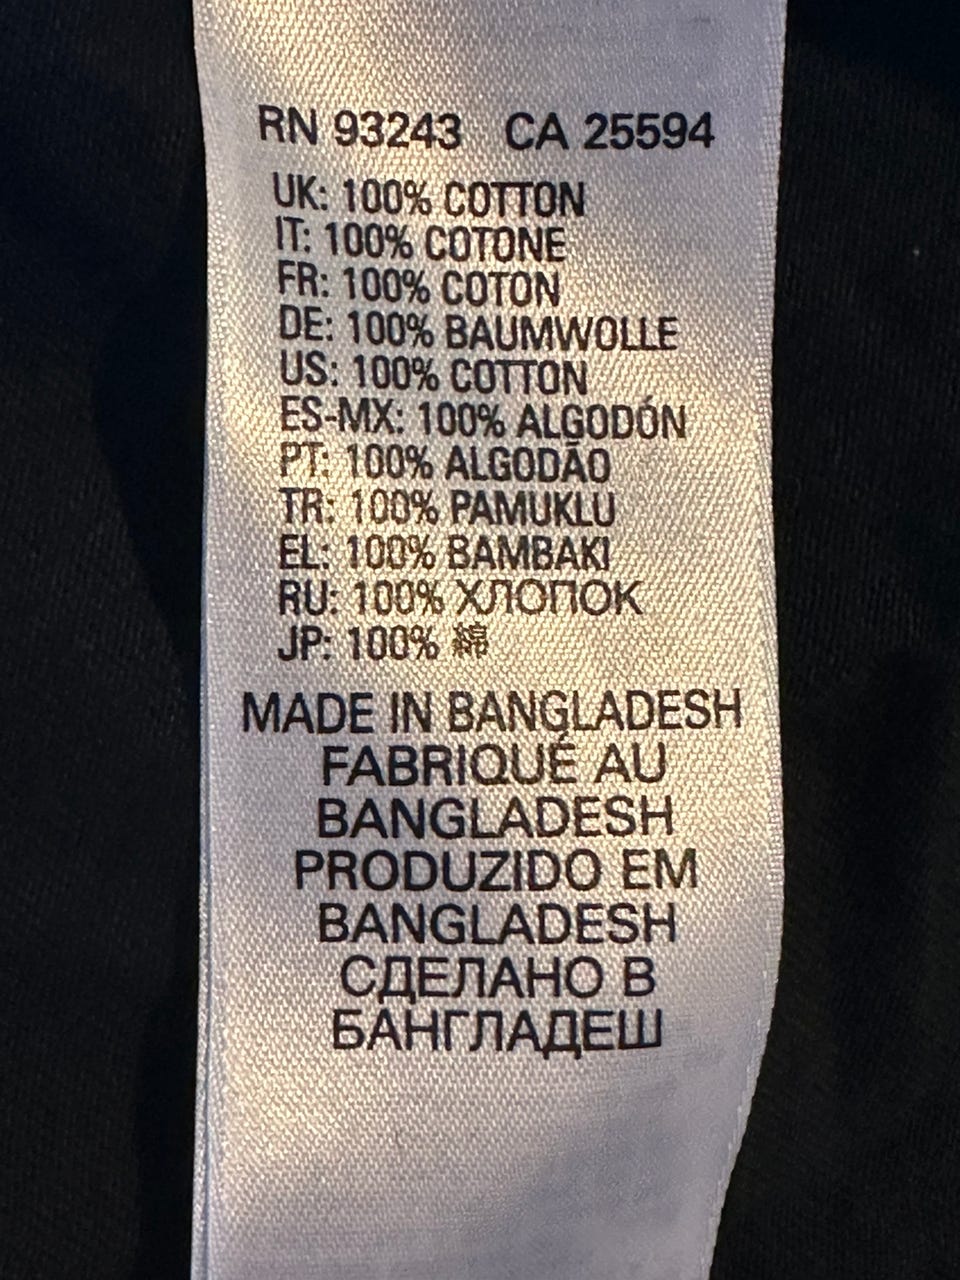 RN 93243 CA 25594
UK: 100% COTTON
IT: 100% COTONE
FR: 100% COTON
DE: 100% BAUMWOLLE
US: 100% COTTON
ES-MX: 100% ALGODÓN
PT: 100% ALGODÃO
TR: 100% PAMUKLU
EL: 100% BAMBAKI
RU: 100% ХЛОПОК
JP: 100% 綿
MADE IN BANGLADESH
FABRIQUÉ AU
BANGLADESH
PRODUZIDO EM
BANGLADESH
СДЕЛАНО В
БАНГЛАДЕШ